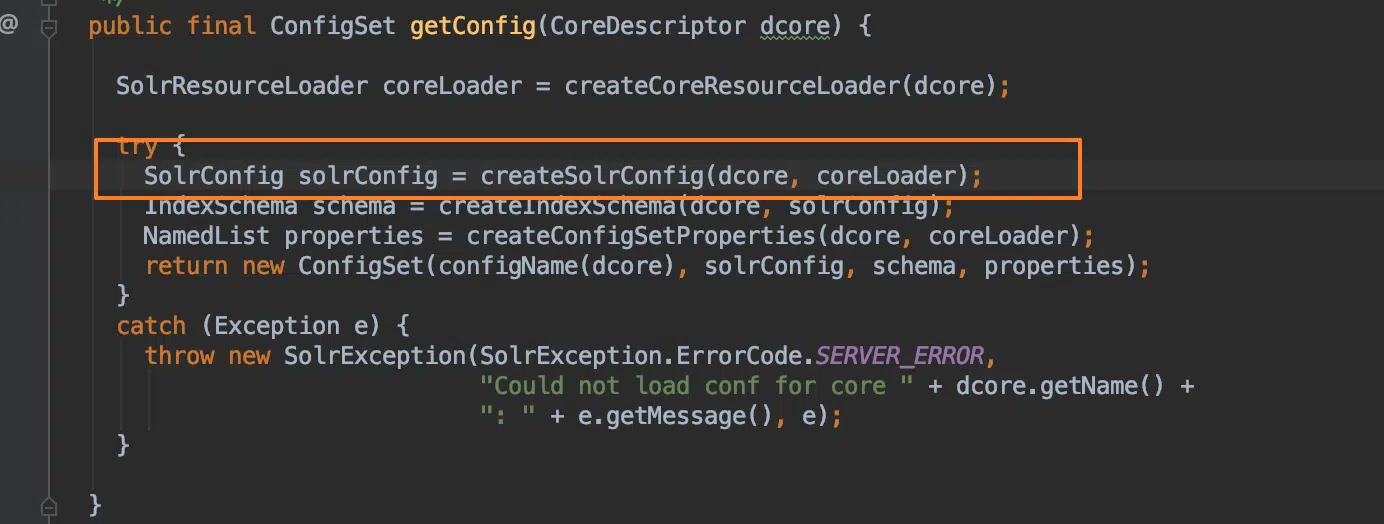 */
@ public final ConfigSet getConfig(CoreDescriptor dcore) {
SolrResourceLoader coreLoader = createCoreResourceLoader(dcore);
try {
SolrConfig solrConfig = createSolrConfig(dcore, coreLoader);
IndexSchema schema = createIndexSchema(dcore, solrConfig);
NamedList properties = createConfigSetProperties(dcore, coreLoader);
return new ConfigSet(configName(dcore), solrConfig, schema, properties);
}
catch (Exception e) {
throw new SolrException(SolrException.ErrorCode.SERVER_ERROR,
"Could not load conf for core " + dcore.getName() +
": " + e.getMessage(), e);
}
}